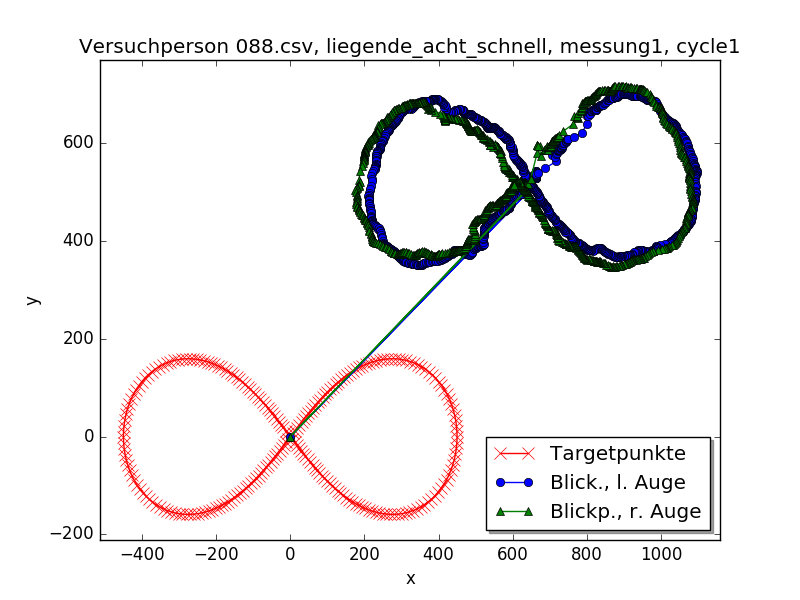 Versuchperson 088.csv, liegende_acht_schnell, messung1, cycle1
y
600
400
200
0
−200
Targetpunkte
Blick., l. Auge
Blickp., r. Auge
−400 −200 0 200 400 600 800 1000
x